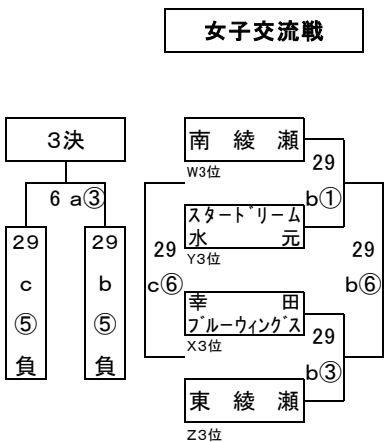 女子交流戦
3決
6 a③
29
c
⑤
負
29
b
⑤
負
南 綾 瀬
W3位
29
b①
スタートドリーム
水 元
Y3位
29
c⑥
29
b⑥
幸 田
ブルーウィングス
X3位
29
b③
東 綾 瀬
Z3位